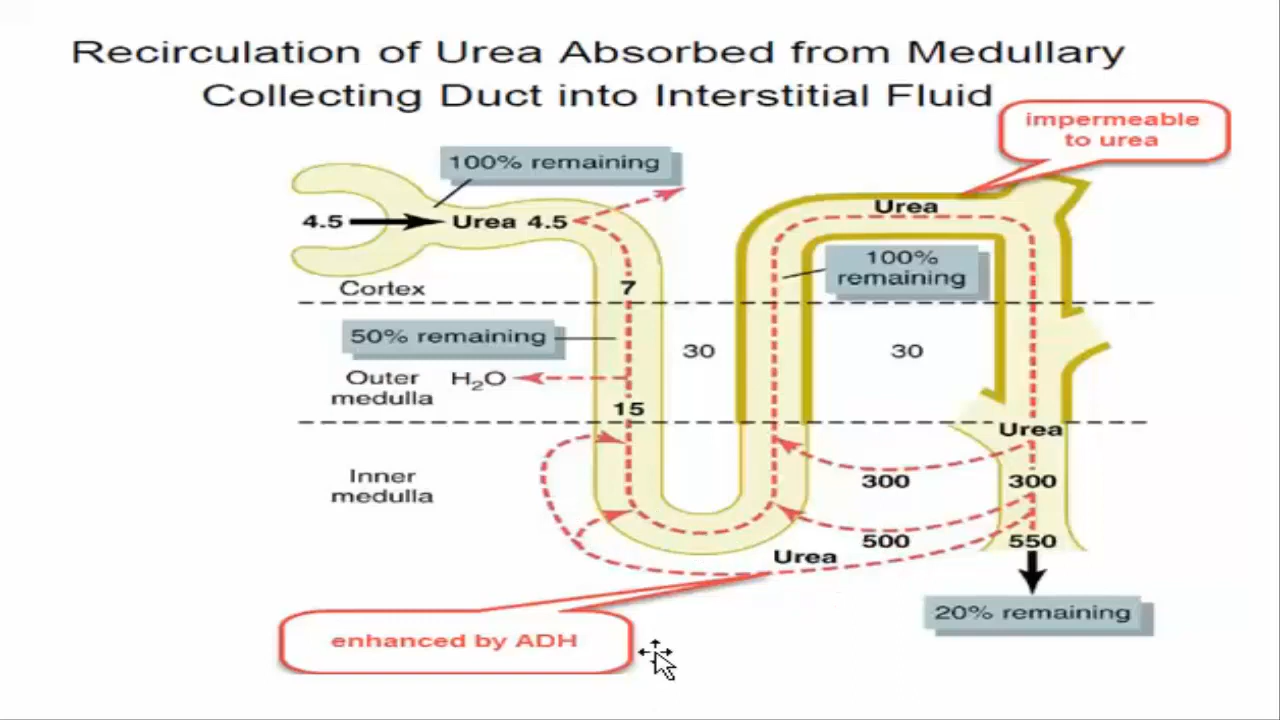 Recirculation of Urea Absorbed from Medullary
Collecting Duct into Interstitial Fluid
impermeable
to urea
100% remaining
4.5
Urea 4.5
Urea
100%
remaining
Cortex
7
50% remaining
30
30
Outer
medulla
H₂O
15
Urea
Inner
medulla
300
300
500
550
Urea
20% remaining
enhanced by ADH